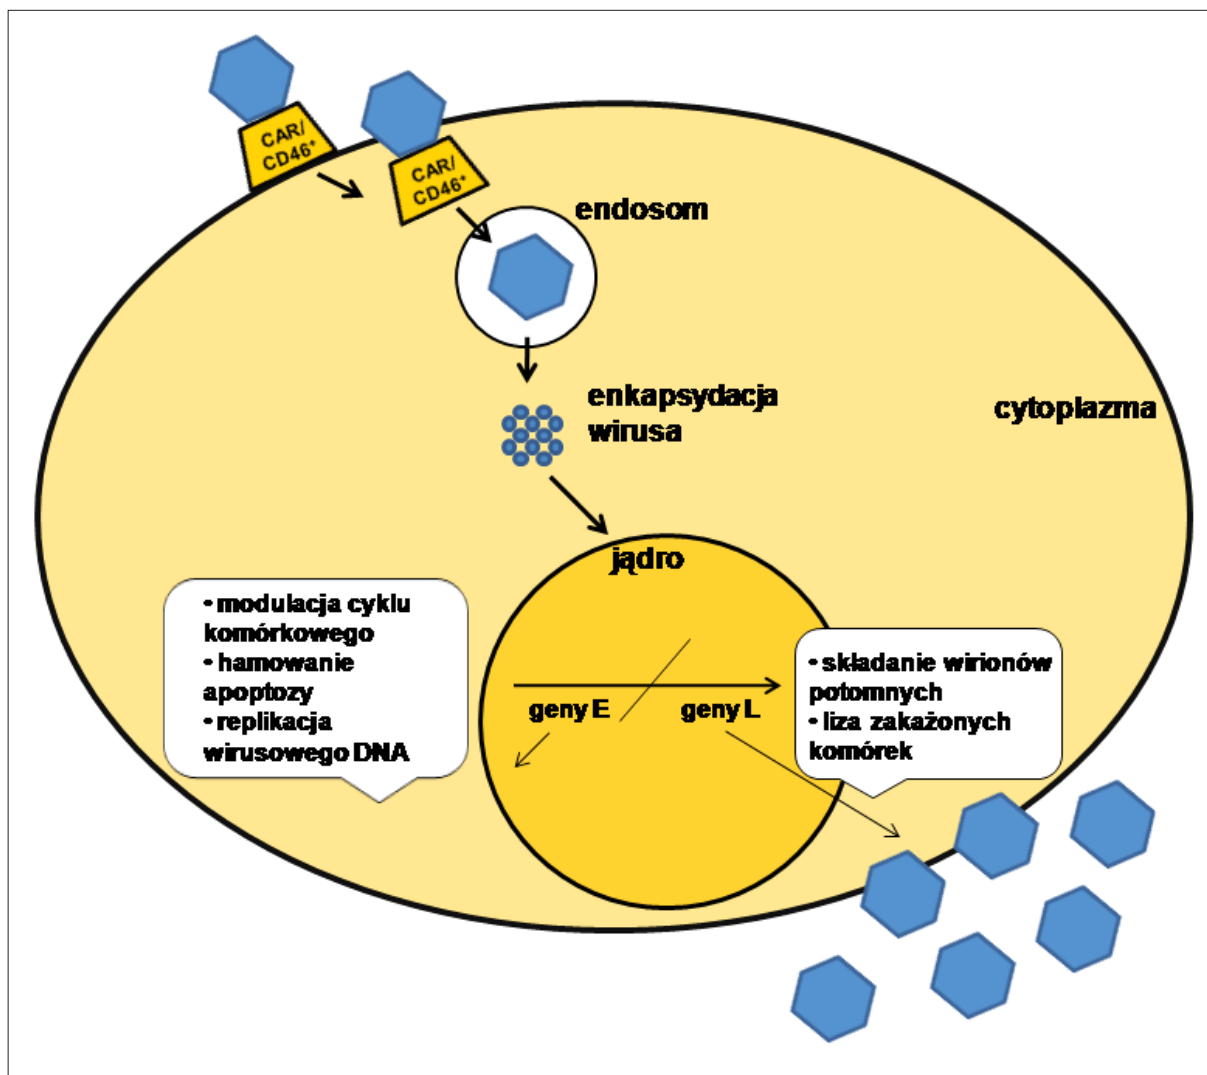 CAR/
CD46+
CAR/
CD46+
endosom
enkapsydacja
wirusa
cytoplazma
jądro
• modulacja cyklu
komórkowego
• hamowanie
apoptozy
• replikacja
wirusowego DNA
geny E
geny L
• składanie wirionów
potomnych
• liza zakażonych
komórek